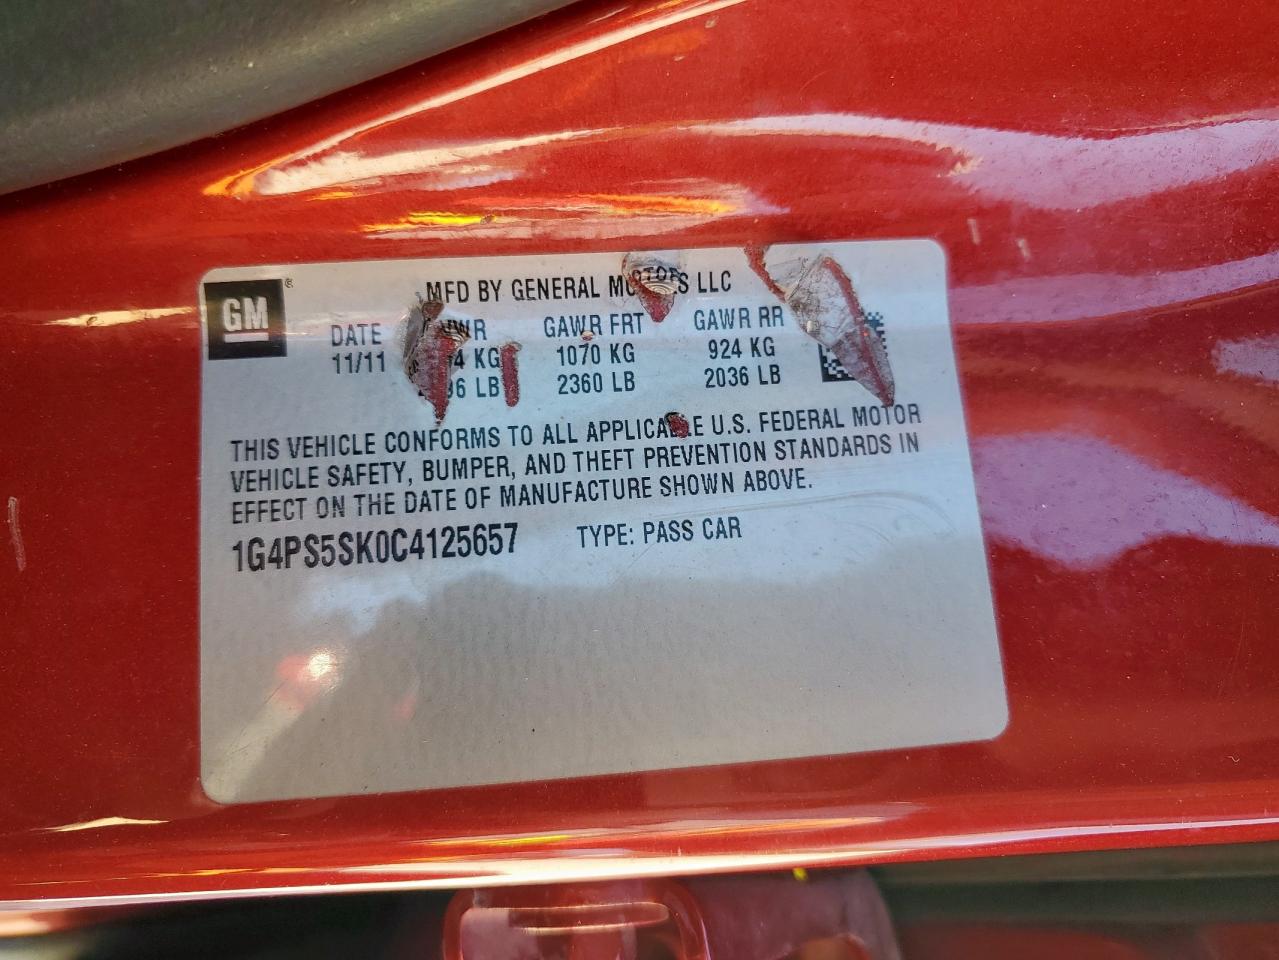 GM ®
MFD BY GENERAL MOTORS LLC
DATE GAWR FRT GAWR RR
11/11 KG 1070 KG 924 KG
LB 2360 LB 2036 LB
THIS VEHICLE CONFORMS TO ALL APPLICABLE U.S. FEDERAL MOTOR
VEHICLE SAFETY, BUMPER, AND THEFT PREVENTION STANDARDS IN
EFFECT ON THE DATE OF MANUFACTURE SHOWN ABOVE.
1G4PS5SK0C4125657 TYPE: PASS CAR